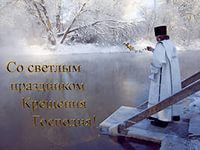 Со светлым
праздником
Крещения
Господня!